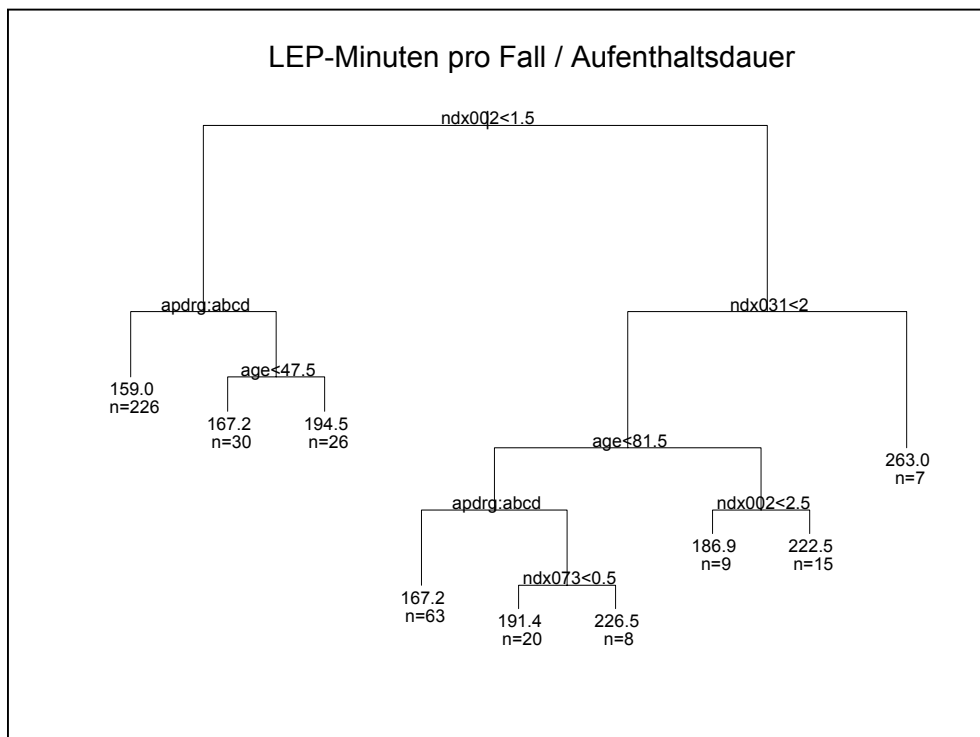 LEP-Minuten pro Fall / Aufenthaltsdauer
ndx002<1.5
apdrg:abcd
ndx031<2
159.0
n=226
age<47.5
167.2
n=30
194.5
n=26
age<81.5
263.0
n=7
apdrg:abcd
ndx002<2.5
186.9
n=9
222.5
n=15
167.2
n=63
ndx073<0.5
191.4
n=20
226.5
n=8